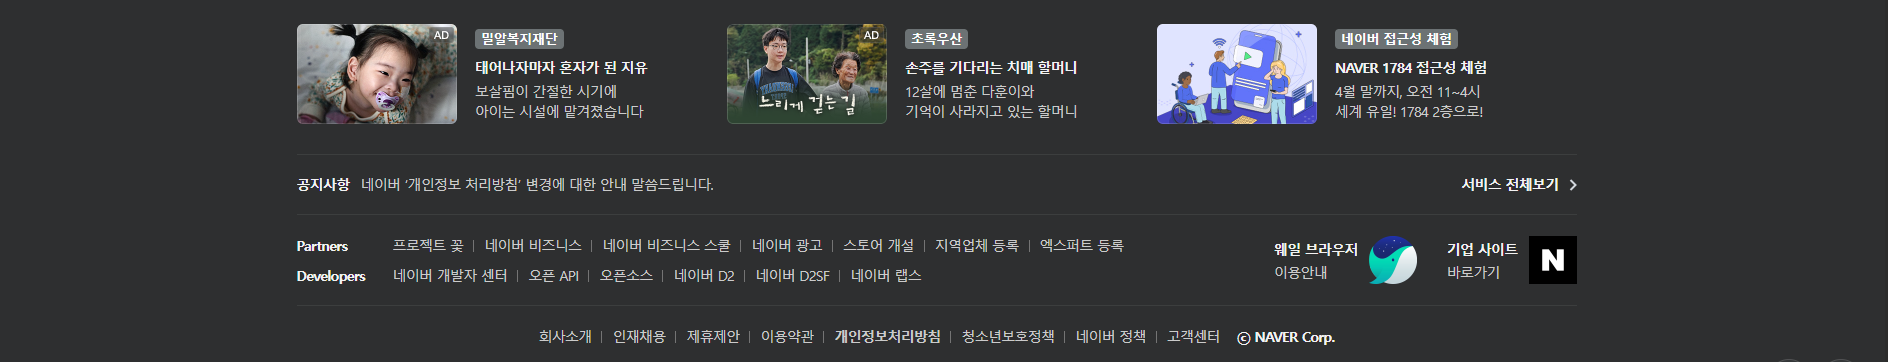 AD
밀알복지재단
태어나자마자 혼자가 된 지유
보살핌이 간절한 시기에
아이는 시설에 맡겨졌습니다
AD
느리게 걷는 길
초록우산
손주를 기다리는 치매 할머니
12살에 멈춘 다훈이와
기억이 사라지고 있는 할머니
네이버 접근성 체험
NAVER 1784 접근성 체험
4월 말까지, 오전 11~4시
세계 유일! 1784 2층으로!
공지사항 네이버 '개인정보 처리방침' 변경에 대한 안내 말씀드립니다.
서비스 전체보기
Partners 프로젝트 꽃 네이버 비즈니스 네이버 비즈니스 스쿨 네이버 광고 스토어 개설 지역업체 등록 엑스퍼트 등록
Developers 네이버 개발자 센터 오픈 API 오픈소스 네이버 D2 네이버 D2SF 네이버 랩스
웨일 브라우저
이용안내
기업 사이트
바로가기
N
회사소개 인재채용 제휴제안 이용약관 개인정보처리방침 청소년보호정책 네이버 정책 고객센터 ⓒ NAVER Corp.